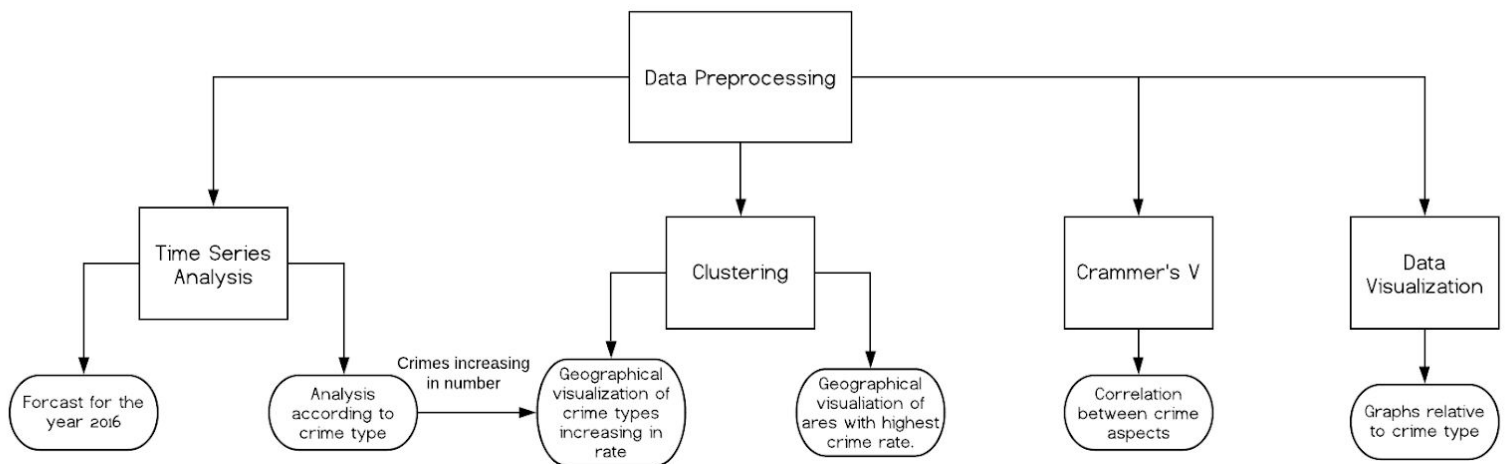 Data Preprocessing
Time Series
Analysis
Clustering
Crammer's V
Data
Visualization
Forcast for the
year 2016
Analysis
according to
crime type
Crimes increasing
in number
Geographical
visualization of
crime types
increasing in
rate
Geographical
visualiation of
ares with highest
crime rate.
Correlation
between crime
aspects
Graphs relative
to crime type